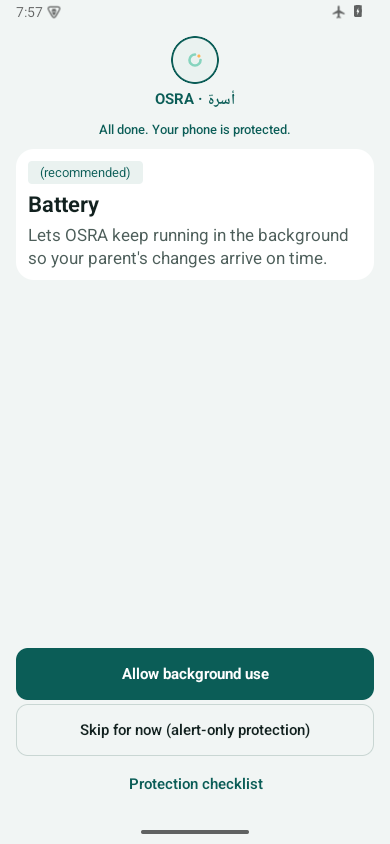 7:57
OSRA · أسرة
All done. Your phone is protected.
(recommended)
Battery
Lets OSRA keep running in the background
so your parent's changes arrive on time.
Allow background use
Skip for now (alert-only protection)
Protection checklist